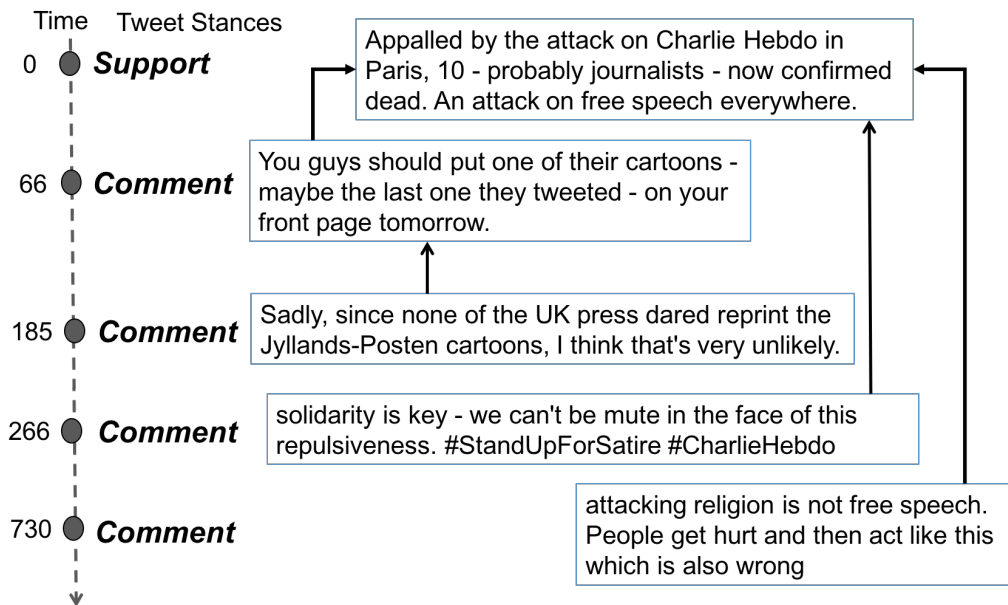 Time Tweet Stances
0 Support
Appalled by the attack on Charlie Hebdo in
Paris, 10 - probably journalists - now confirmed
dead. An attack on free speech everywhere.
66 Comment
You guys should put one of their cartoons -
maybe the last one they tweeted - on your
front page tomorrow.
185 Comment
Sadly, since none of the UK press dared reprint the
Jyllands-Posten cartoons, I think that's very unlikely.
266 Comment
solidarity is key - we can't be mute in the face of this
repulsiveness. #StandUpForSatire #CharlieHebdo
730 Comment
attacking religion is not free speech.
People get hurt and then act like this
which is also wrong